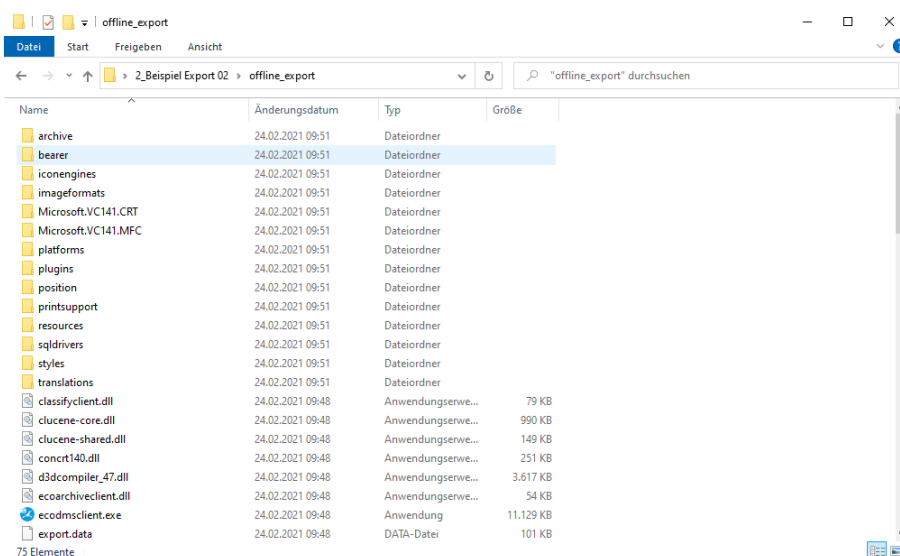 offline_export
Datei Start Freigeben Ansicht
2_Beispiel Export 02 › offline_export "offline_export" durchsuchen
Name Änderungsdatum Typ Größe
archive 24.02.2021 09:51 Dateiordner
bearer 24.02.2021 09:51 Dateiordner
iconengines 24.02.2021 09:51 Dateiordner
imageformats 24.02.2021 09:51 Dateiordner
Microsoft.VC141.CRT 24.02.2021 09:51 Dateiordner
Microsoft.VC141.MFC 24.02.2021 09:51 Dateiordner
platforms 24.02.2021 09:51 Dateiordner
plugins 24.02.2021 09:51 Dateiordner
position 24.02.2021 09:51 Dateiordner
printsupport 24.02.2021 09:51 Dateiordner
resources 24.02.2021 09:51 Dateiordner
sqldrivers 24.02.2021 09:51 Dateiordner
styles 24.02.2021 09:51 Dateiordner
translations 24.02.2021 09:51 Dateiordner
classifyclient.dll 24.02.2021 09:48 Anwendungserwe... 79 KB
clucene-core.dll 24.02.2021 09:48 Anwendungserwe... 990 KB
clucene-shared.dll 24.02.2021 09:48 Anwendungserwe... 149 KB
concrt140.dll 24.02.2021 09:48 Anwendungserwe... 251 KB
d3dcompiler_47.dll 24.02.2021 09:48 Anwendungserwe... 3.617 KB
ecoarchiveclient.dll 24.02.2021 09:48 Anwendungserwe... 54 KB
ecodmsclient.exe 24.02.2021 09:48 Anwendung 11.129 KB
export.data 24.02.2021 09:48 DATA-Datei 101 KB
75 Elemente